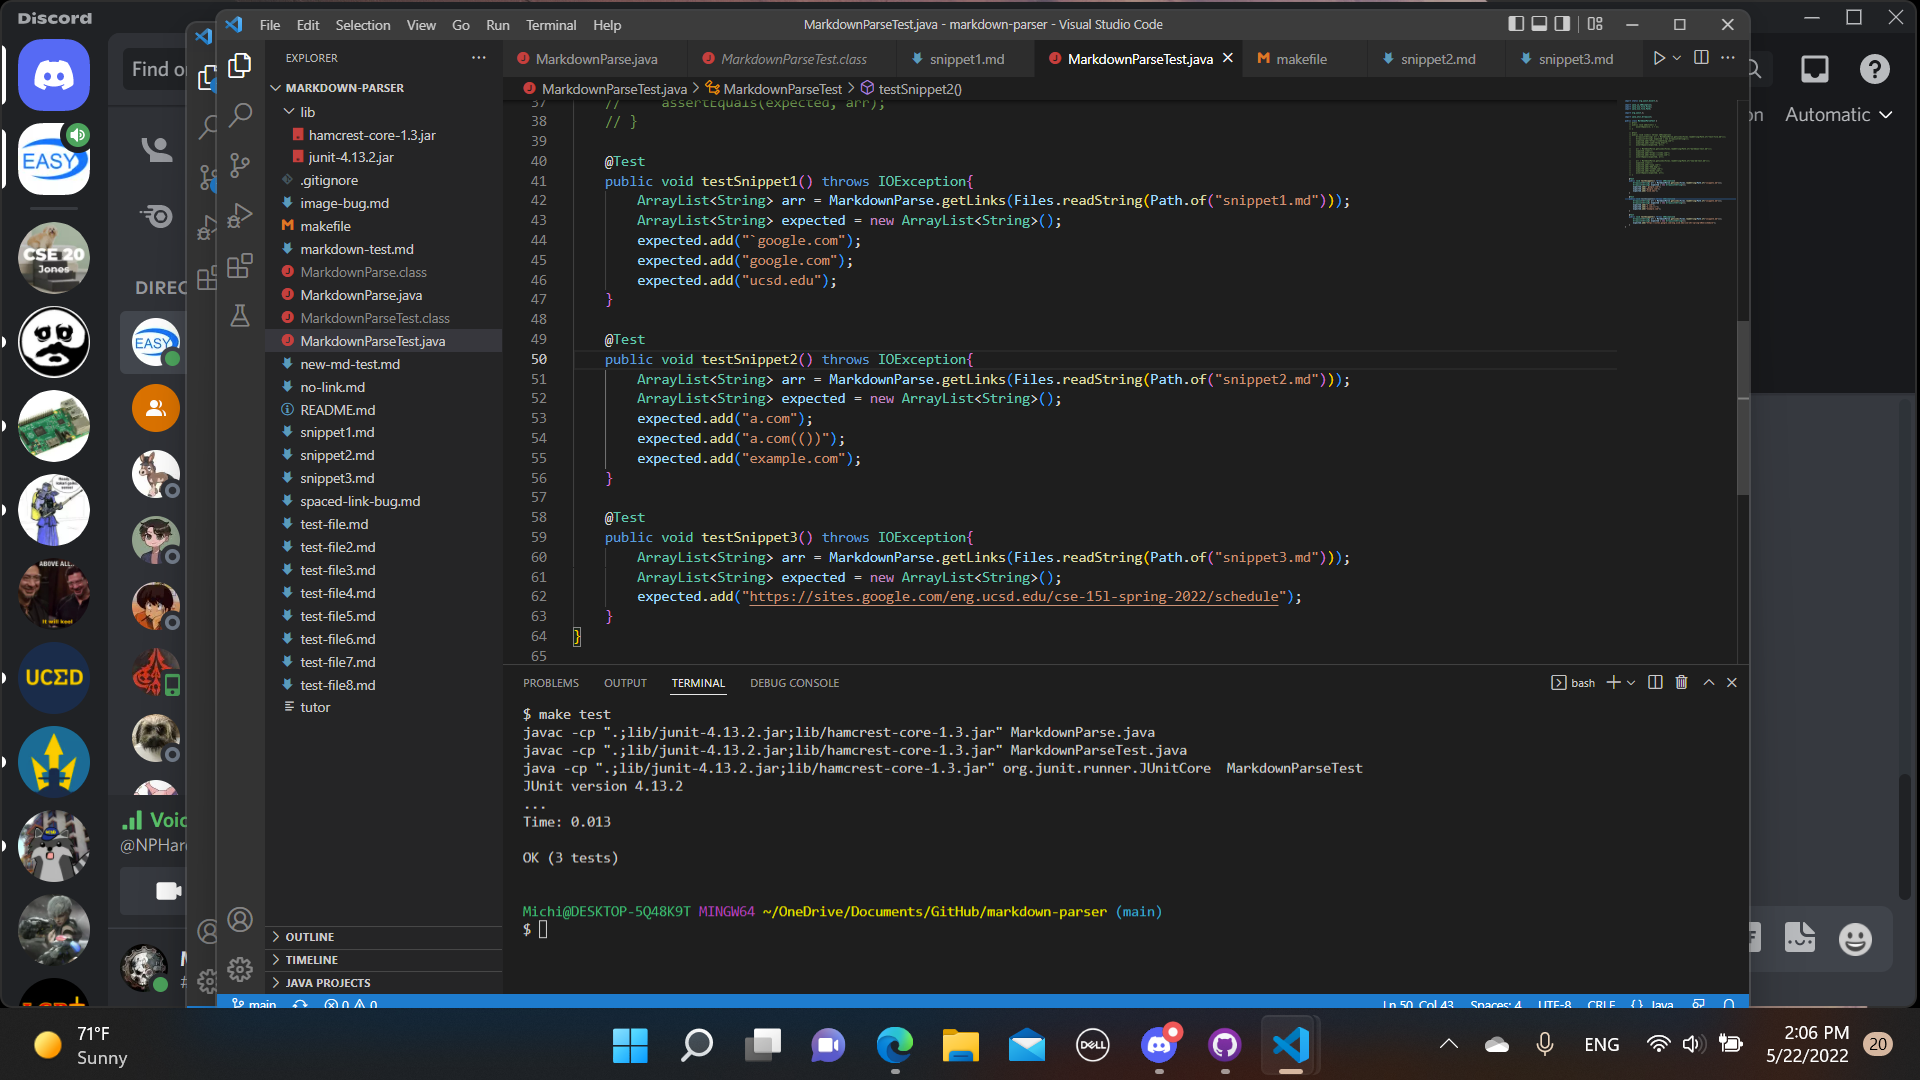 Discord
File Edit Selection View Go Run Terminal Help
MarkdownParseTest.java - markdown-parser - Visual Studio Code
Find or
EXPLORER
MARKDOWN-PARSER
lib
hamcrest-core-1.3.jar
junit-4.13.2.jar
.gitignore
image-bug.md
makefile
markdown-test.md
MarkdownParse.class
MarkdownParse.java
MarkdownParseTest.class
MarkdownParseTest.java
new-md-test.md
no-link.md
README.md
snippet1.md
snippet2.md
snippet3.md
spaced-link-bug.md
test-file.md
test-file2.md
test-file3.md
test-file4.md
test-file5.md
test-file6.md
test-file7.md
test-file8.md
tutor
OUTLINE
TIMELINE
JAVA PROJECTS
MarkdownParse.java MarkdownParseTest.class snippet1.md MarkdownParseTest.java makefile snippet2.md snippet3.md
MarkdownParseTest.java > MarkdownParseTest > testSnippet2()
37 // assertEquals(expected, arr);
38 // }
39
40 @Test
41 public void testSnippet1() throws IOException{
42 ArrayList<String> arr = MarkdownParse.getLinks(Files.readString(Path.of("snippet1.md")));
43 ArrayList<String> expected = new ArrayList<String>();
44 expected.add("`google.com");
45 expected.add("google.com");
46 expected.add("ucsd.edu");
47 }
48
49 @Test
50 public void testSnippet2() throws IOException{
51 ArrayList<String> arr = MarkdownParse.getLinks(Files.readString(Path.of("snippet2.md")));
52 ArrayList<String> expected = new ArrayList<String>();
53 expected.add("a.com");
54 expected.add("a.com(())");
55 expected.add("example.com");
56 }
57
58 @Test
59 public void testSnippet3() throws IOException{
60 ArrayList<String> arr = MarkdownParse.getLinks(Files.readString(Path.of("snippet3.md")));
61 ArrayList<String> expected = new ArrayList<String>();
62 expected.add("https://sites.google.com/eng.ucsd.edu/cse-15l-spring-2022/schedule");
63 }
64 }
65
PROBLEMS OUTPUT TERMINAL DEBUG CONSOLE
bash
$ make test
javac -cp ".;lib/junit-4.13.2.jar;lib/hamcrest-core-1.3.jar" MarkdownParse.java
javac -cp ".;lib/junit-4.13.2.jar;lib/hamcrest-core-1.3.jar" MarkdownParseTest.java
java -cp ".;lib/junit-4.13.2.jar;lib/hamcrest-core-1.3.jar" org.junit.runner.JUnitCore MarkdownParseTest
JUnit version 4.13.2
...
Time: 0.013
OK (3 tests)
Michi@DESKTOP-5Q48K9T MINGW64 ~/OneDrive/Documents/GitHub/markdown-parser (main)
$
main 0 0
Ln 50, Col 43 Spaces: 4 UTF-8 CRLF {} Java
on Automatic
EASY
CSE 20
Jones
DIREC
EASY
ABOVE ALL..
UCΣD
Voic
@NPHar
71°F
Sunny
DELL
ENG
2:06 PM
5/22/2022
20